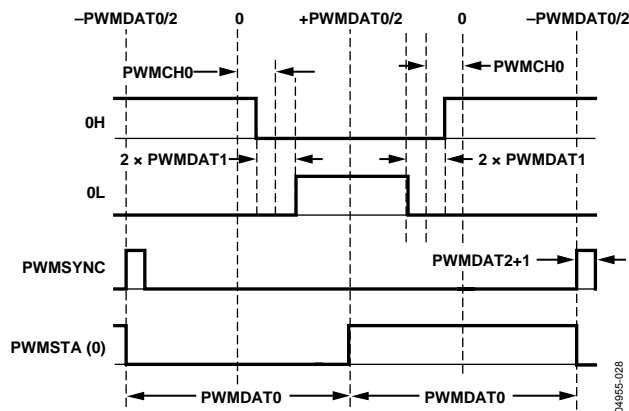 –PWMDAT0/2 0 +PWMDAT0/2 0 –PWMDAT0/2
PWMCH0 PWMCH0
0H
2 × PWMDAT1 2 × PWMDAT1
0L
PWMSYNC PWMDAT2+1
PWMSTA (0)
PWMDAT0 PWMDAT0
04955-028